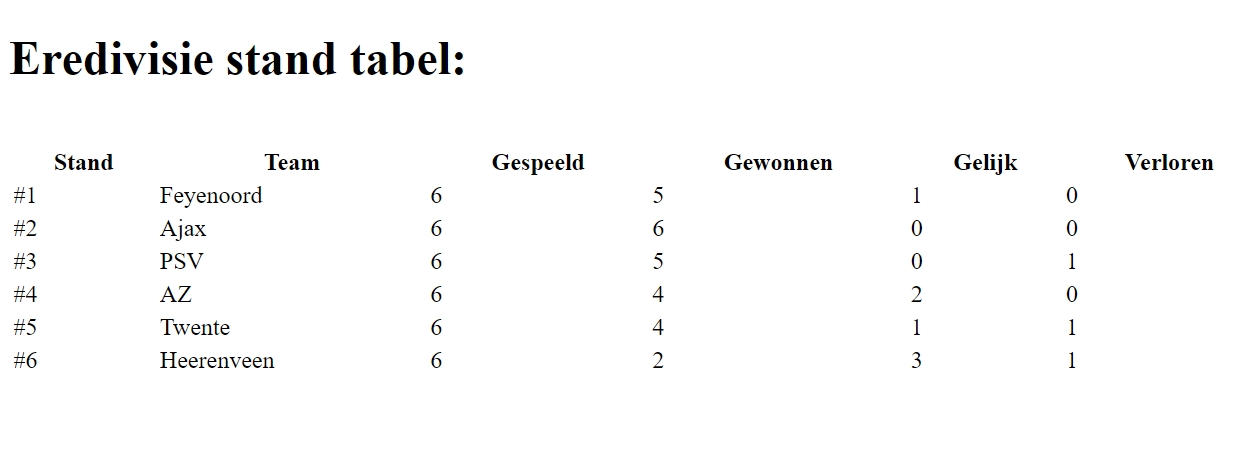 Eredivisie stand tabel:
Stand Team Gespeeld Gewonnen Gelijk Verloren
#1 Feyenoord 6 5 1 0
#2 Ajax 6 6 0 0
#3 PSV 6 5 0 1
#4 AZ 6 4 2 0
#5 Twente 6 4 1 1
#6 Heerenveen 6 2 3 1